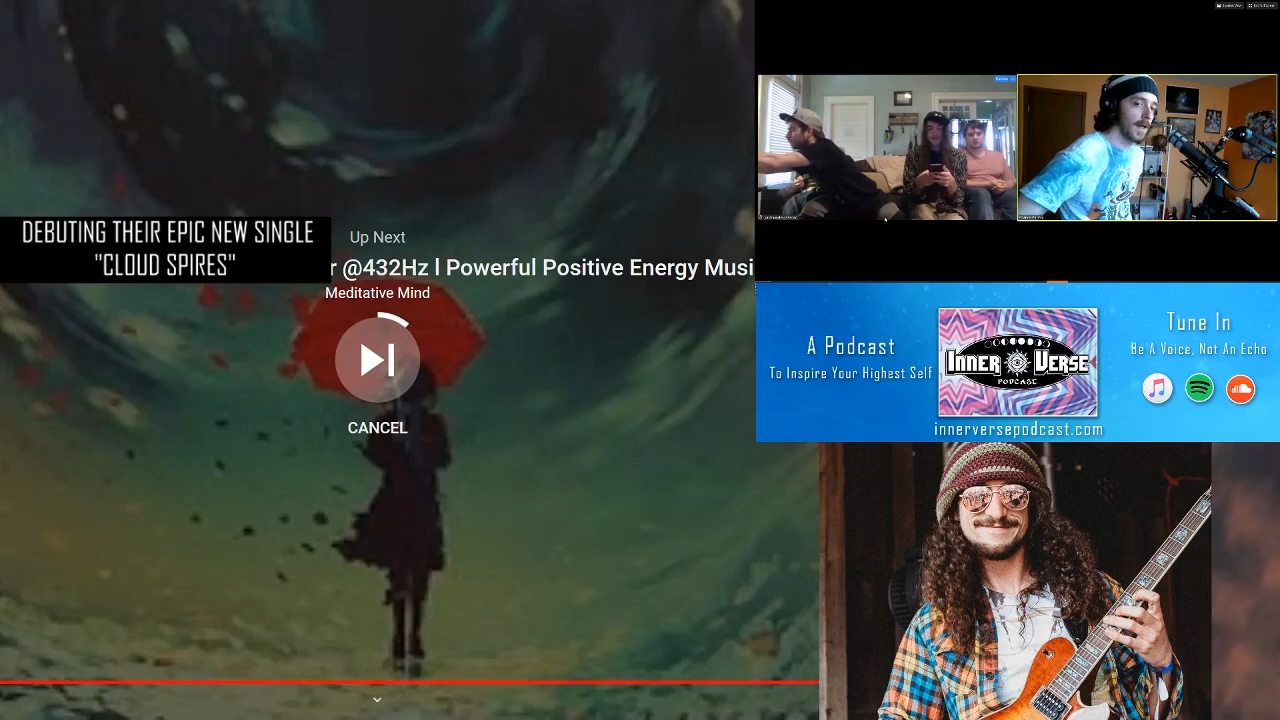 DEBUTING THEIR EPIC NEW SINGLE
"CLOUD SPIRES"
Up Next
r @432Hz l Powerful Positive Energy Musi
Meditative Mind
CANCEL
A Podcast
To Inspire Your Highest Self
INNER VERSE
PODCAST
innerversepodcast.com
Tune In
Be A Voice, Not An Echo